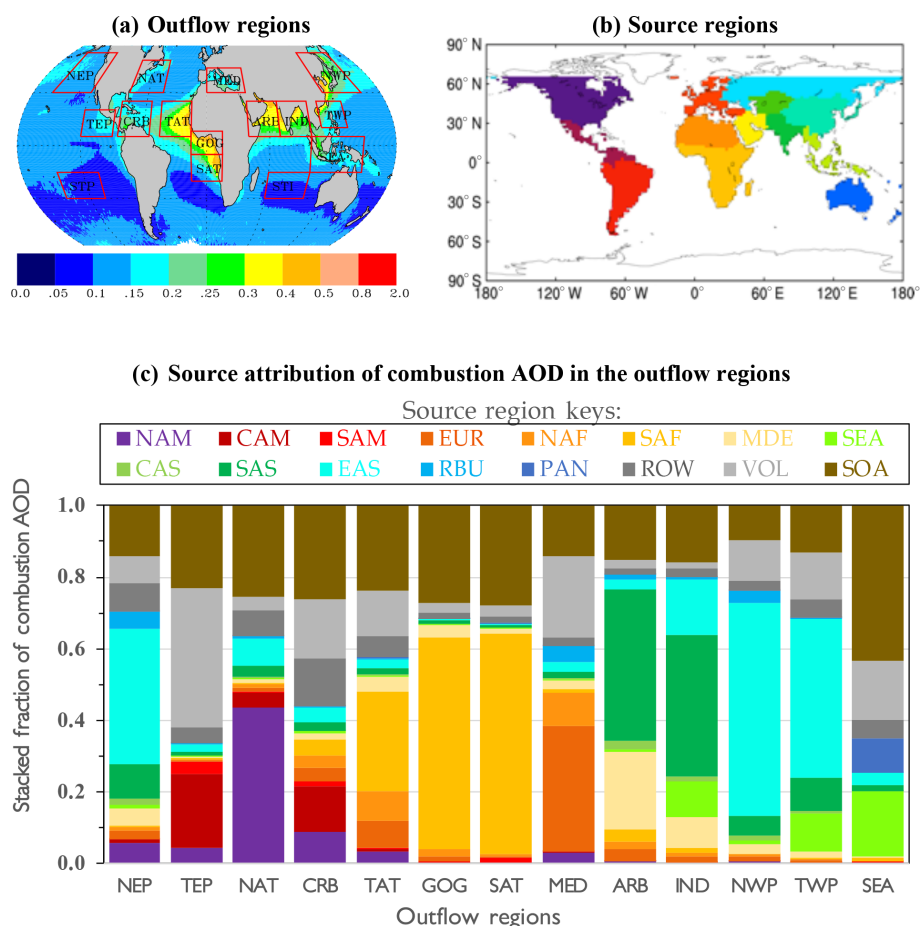 (a) Outflow regions
(b) Source regions
NEP NAT MED NWP
TEP CRB TAT ARB IND TWP
GOG
SAT SEA
STP STI
0.0 .05 0.1 .15 0.2 .25 0.3 0.4 0.5 0.8 2.0
90° N
60° N
30° N
0°
30° S
60° S
90° S
180° 120° W 60° W 0° 60° E 120° E 180°
(c) Source attribution of combustion AOD in the outflow regions
Source region keys:
NAM CAM SAM EUR NAF SAF MDE SEA
CAS SAS EAS RBU PAN ROW VOL SOA
Stacked fraction of combustion AOD
1.0
0.8
0.6
0.4
0.2
0.0
NEP TEP NAT CRB TAT GOG SAT MED ARB IND NWP TWP SEA
Outflow regions